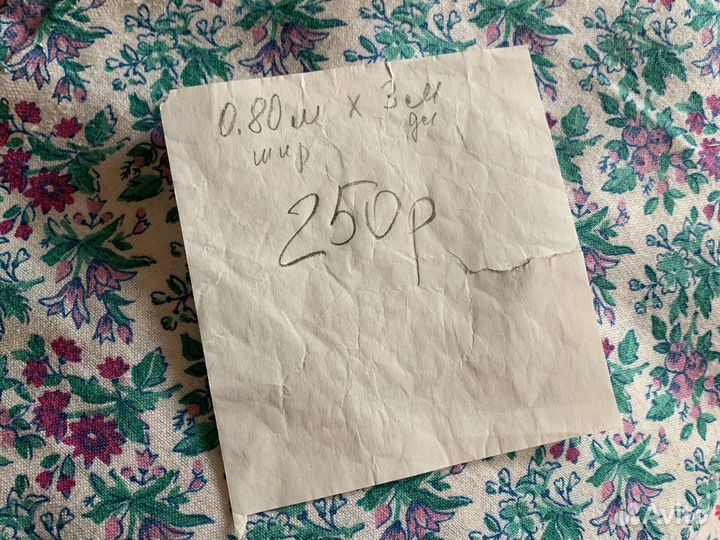 0.80м х 3м
шир дл
250р
Avito